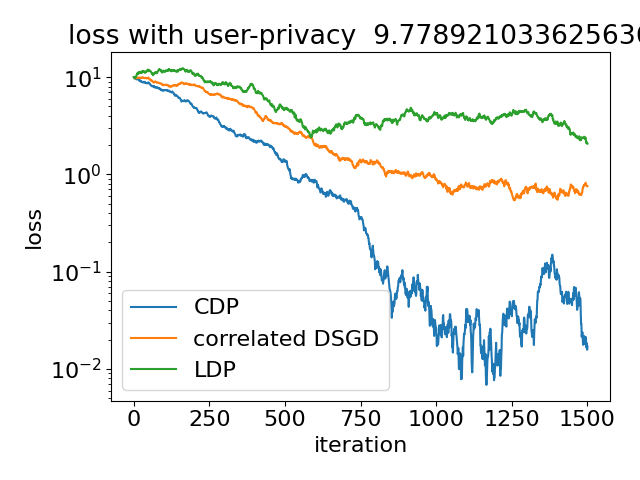 loss with user-privacy 9.77892103362563
loss
10¹
10⁰
10⁻¹
10⁻²
CDP
correlated DSGD
LDP
0 250 500 750 1000 1250 1500
iteration